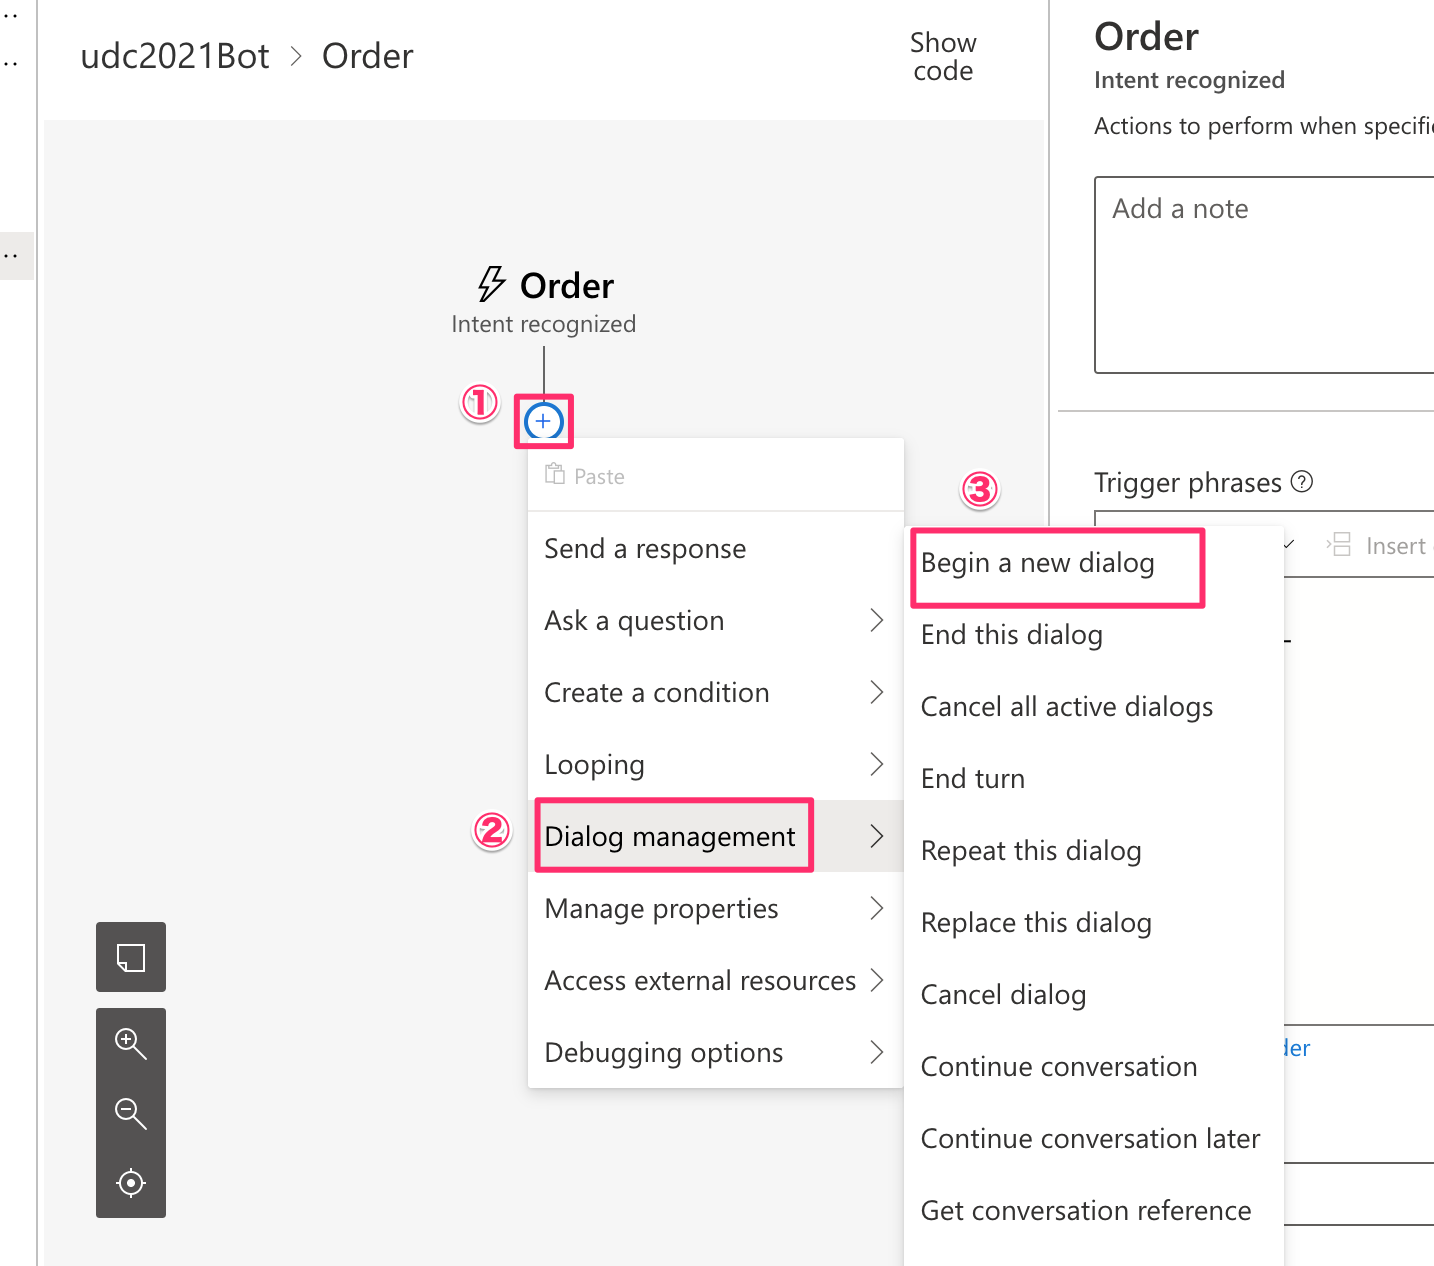 udc2021Bot > Order
Show
code
Order
Intent recognized
Actions to perform when
Add a note
Order
Intent recognized
①
Paste
Send a response
Ask a question
Create a condition
Looping
②
Dialog management
Manage properties
Access external resources
Debugging options
③
Begin a new dialog
End this dialog
Cancel all active dialogs
End turn
Repeat this dialog
Replace this dialog
Cancel dialog
Continue conversation
Continue conversation later
Get conversation reference
Trigger phrases
Insert